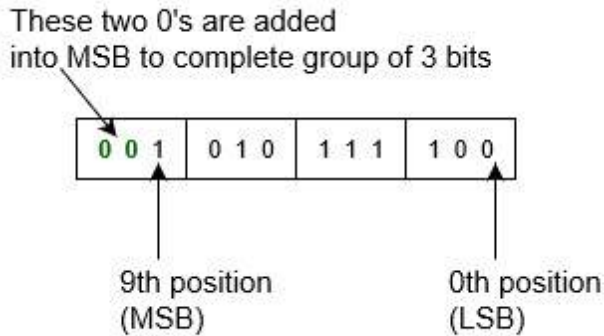 These two 0's are added
into MSB to complete group of 3 bits
0 0 1 0 1 0 1 1 1 1 0 0
9th position 0th position
(MSB) (LSB)